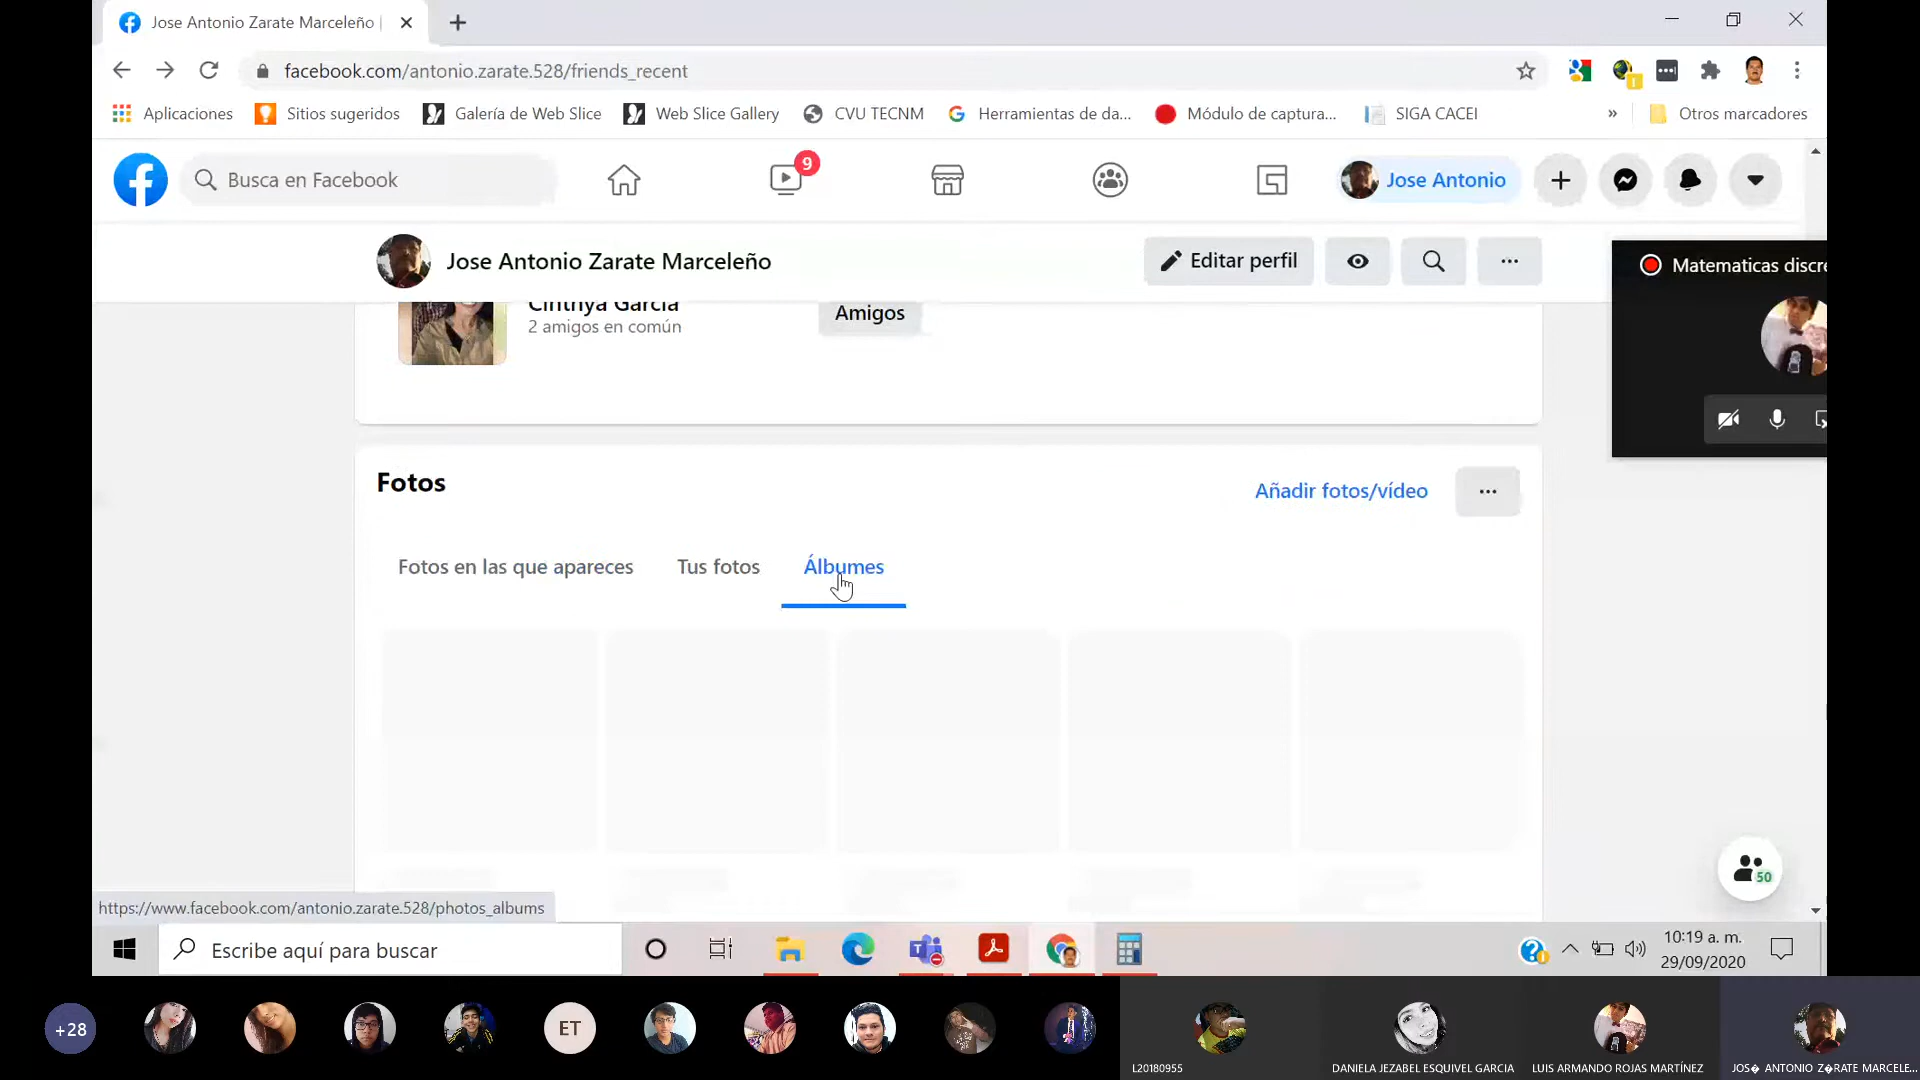 Jose Antonio Zarate Marceleño |
facebook.com/antonio.zarate.528/friends_recent
Aplicaciones Sitios sugeridos Galería de Web Slice Web Slice Gallery CVU TECNM Herramientas de da... Módulo de captura... SIGA CACEI » Otros marcadores
Busca en Facebook 9 Jose Antonio
Jose Antonio Zarate Marceleño Editar perfil
Matematicas discre
Cinthya García
2 amigos en común
Amigos
Fotos
Añadir fotos/vídeo
Fotos en las que apareces Tus fotos Álbumes
50
https://www.facebook.com/antonio.zarate.528/photos_albums
Escribe aquí para buscar
10:19 a. m.
29/09/2020
+28
ET
L20180955 DANIELA JEZABEL ESQUIVEL GARCIA LUIS ARMANDO ROJAS MARTÍNEZ JOS� ANTONIO Z�RATE MARCELE...